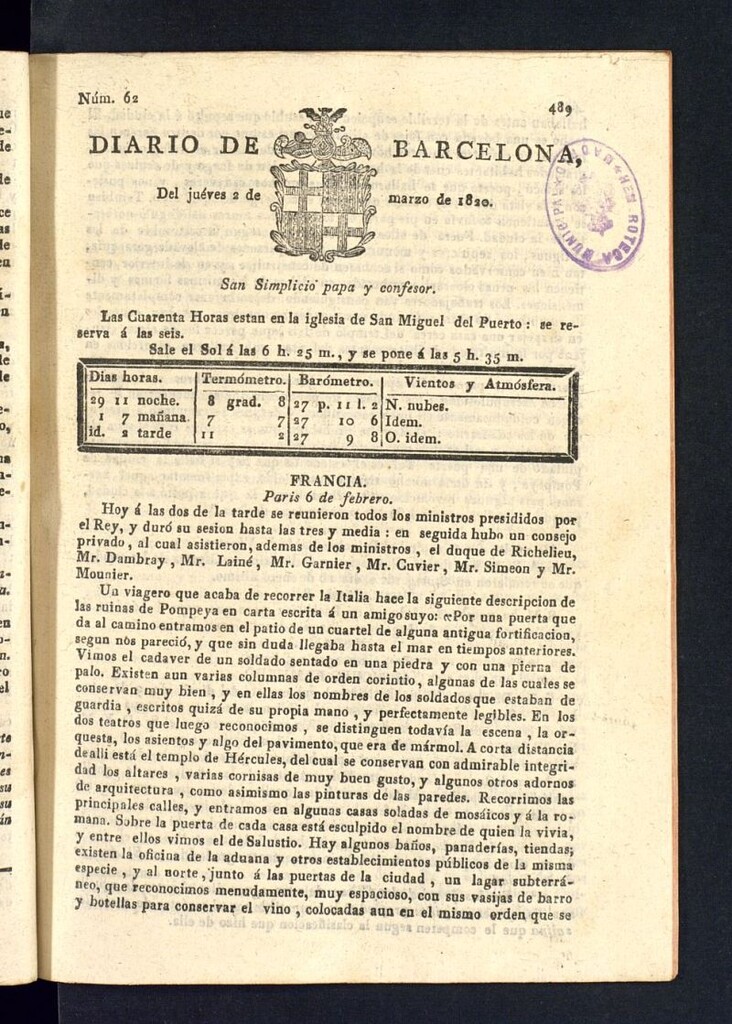 Núm. 62
489
DIARIO DE BARCELONA,
Del juéves 2 de marzo de 1820.
San Simplicio papa y confesor.
Las Cuarenta Horas estan en la iglesia de San Miguel del Puerto: se re-
serva á las seis.
Sale el Sol á las 6 h. 25 m., y se pone á las 5 h. 35 m.
Dias horas. Termómetro. Barómetro. Vientos y Atmósfera.
29 11 noche. 8 grad. 8 27 p. 11 l. 2 N. nubes.
1 7 mañana. 7 7 27 10 6 Idem.
id. 2 tarde 11 2 27 9 8 O. idem.
FRANCIA.
Paris 6 de febrero.
Hoy á las dos de la tarde se reunieron todos los ministros presididos por
el Rey, y duró su sesion hasta las tres y media: en seguida hubo un consejo
privado, al cual asistieron, ademas de los ministros, el duque de Richelieu,
Mr. Dambray, Mr. Lainé, Mr. Garnier, Mr. Cuvier, Mr. Simeon y Mr.
Mounier.
Un viagero que acaba de recorrer la Italia hace la siguiente descripcion de
las ruinas de Pompeya en carta escrita á un amigo suyo: «Por una puerta que
da al camino entramos en el patio de un cuartel de alguna antigua fortificacion,
segun nos pareció, y que sin duda llegaba hasta el mar en tiempos anteriores.
Vimos el cadaver de un soldado sentado en una piedra y con una pierna de
palo. Existen aun varias columnas de orden corintio, algunas de las cuales se
conservan muy bien, y en ellas los nombres de los soldados que estaban de
guardia, escritos quizá de su propia mano, y perfectamente legibles. En los
dos teatros que luego reconocimos, se distinguen todavía la escena, la or-
questa, los asientos y algo del pavimento, que era de mármol. A corta distancia
de alli está el templo de Hércules, del cual se conservan con admirable integri-
dad los altares, varias cornisas de muy buen gusto, y algunos otros adornos
de arquitectura, como asimismo las pinturas de las paredes. Recorrimos las
principales calles, y entramos en algunas casas soladas de mosáicos y á la ro-
mana. Sobre la puerta de cada casa está esculpido el nombre de quien la vivia,
y entre ellos vimos el de Salustio. Hay algunos baños, panaderías, tiendas;
existen la oficina de la aduana y otros establecimientos públicos de la misma
especie, y al norte, junto á las puertas de la ciudad, un lagar subterrá-
neo, que reconocimos menudamente, muy espacioso, con sus vasijas de barro
y botellas para conservar el vino, colocadas aun en el mismo orden que se